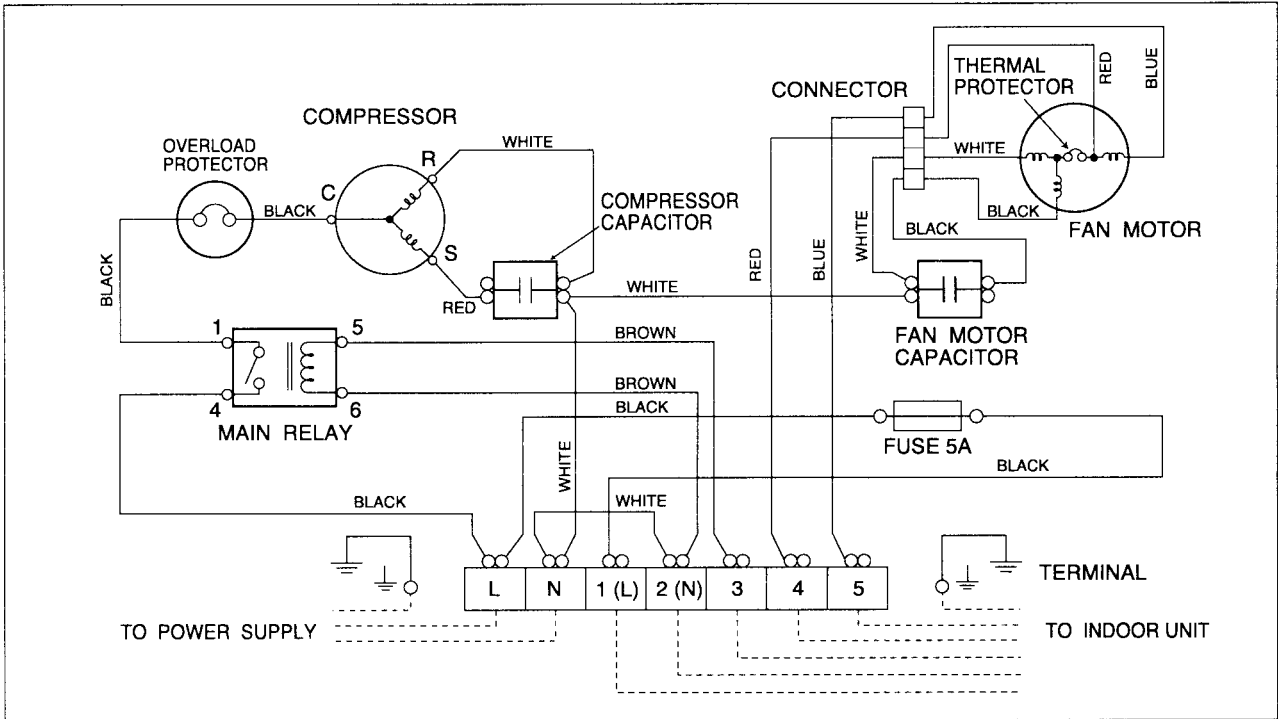 THERMAL
PROTECTOR
RED
BLUE
CONNECTOR
COMPRESSOR
OVERLOAD
PROTECTOR
R
WHITE
WHITE
C
BLACK
COMPRESSOR
CAPACITOR
BLACK
FAN MOTOR
S
BLACK
RED
BLUE
WHITE
BLACK
RED
WHITE
1
5
BROWN
FAN MOTOR
CAPACITOR
4
6
BROWN
BLACK
MAIN RELAY
FUSE 5A
WHITE
BLACK
BLACK
WHITE
L
N
1 (L)
2 (N)
3
4
5
TERMINAL
TO POWER SUPPLY
TO INDOOR UNIT